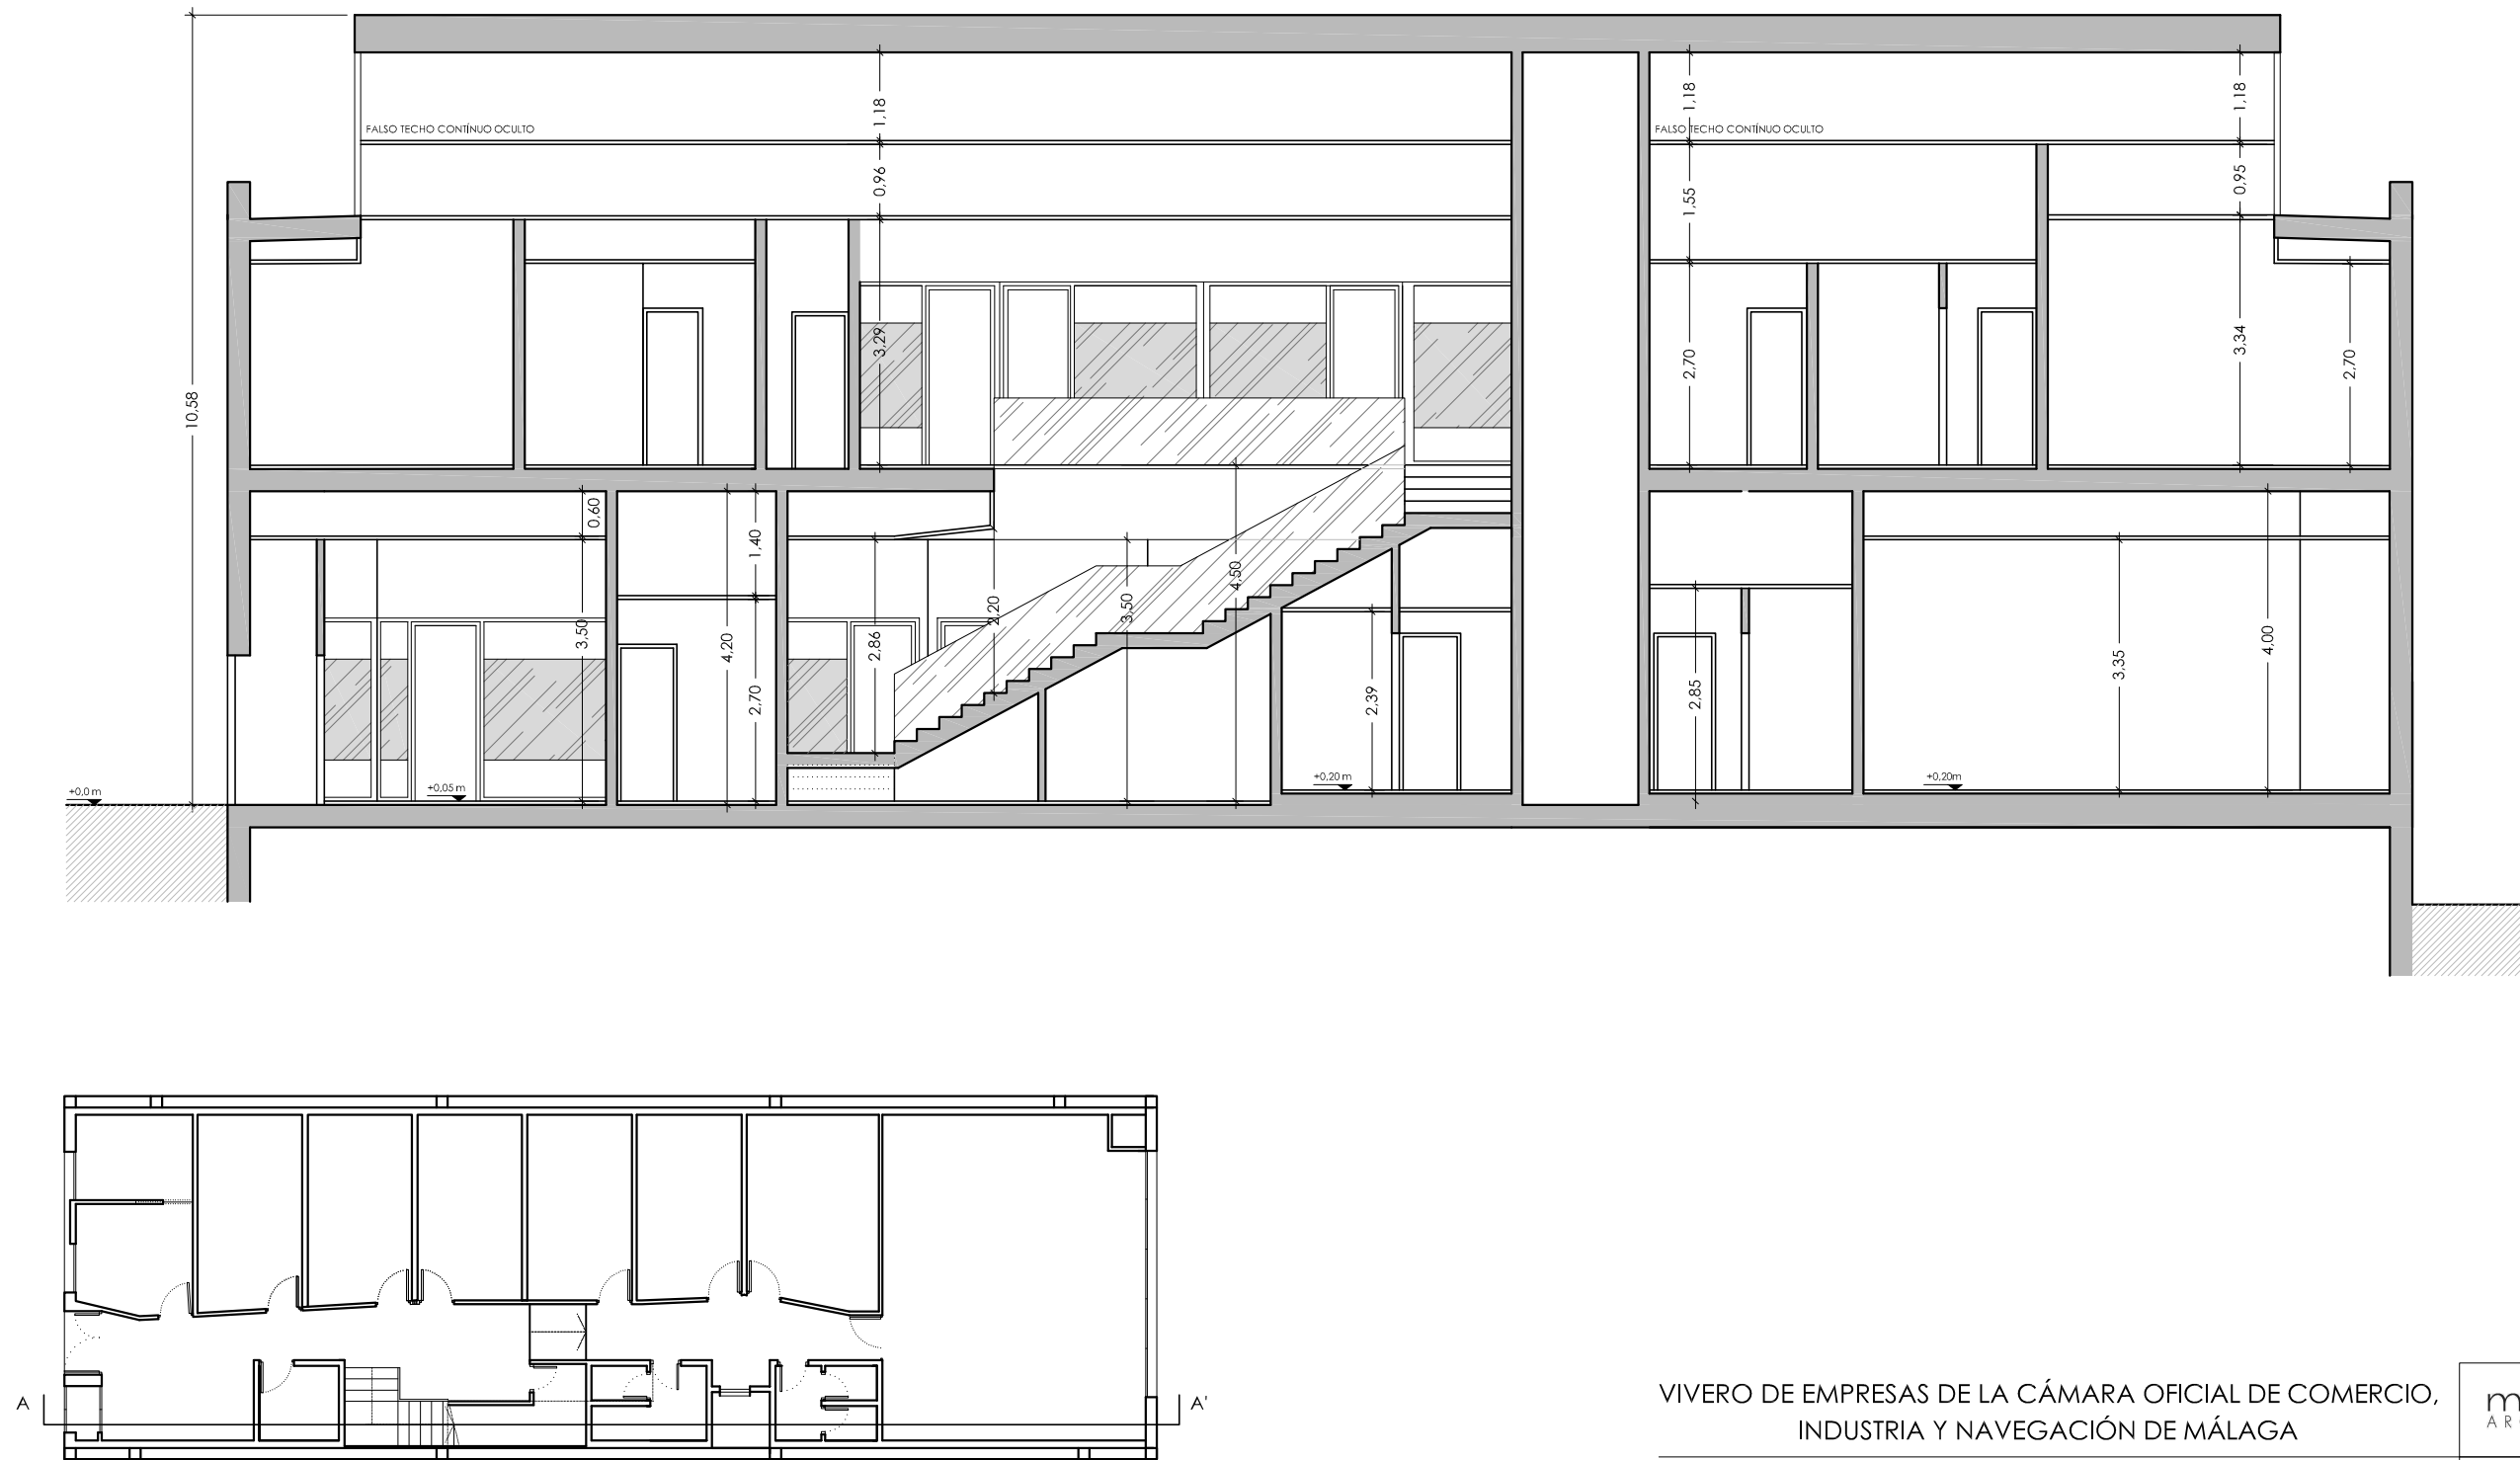 1,18
1,18
1,18
FALSO TECHO CONTÍNUO OCULTO
FALSO TECHO CONTÍNUO OCULTO
0,96
1,55
0,95
10,58
3,29
2,70
3,34
2,70
0,60
1,40
3,50
4,20
2,70
2,86
2,20
3,50
4,50
2,39
2,85
3,35
4,00
+0,0 m
+0,05 m
+0,20 m
+0,20m
A
A'
VIVERO DE EMPRESAS DE LA CÁMARA OFICIAL DE COMERCIO,
INDUSTRIA Y NAVEGACIÓN DE MÁLAGA